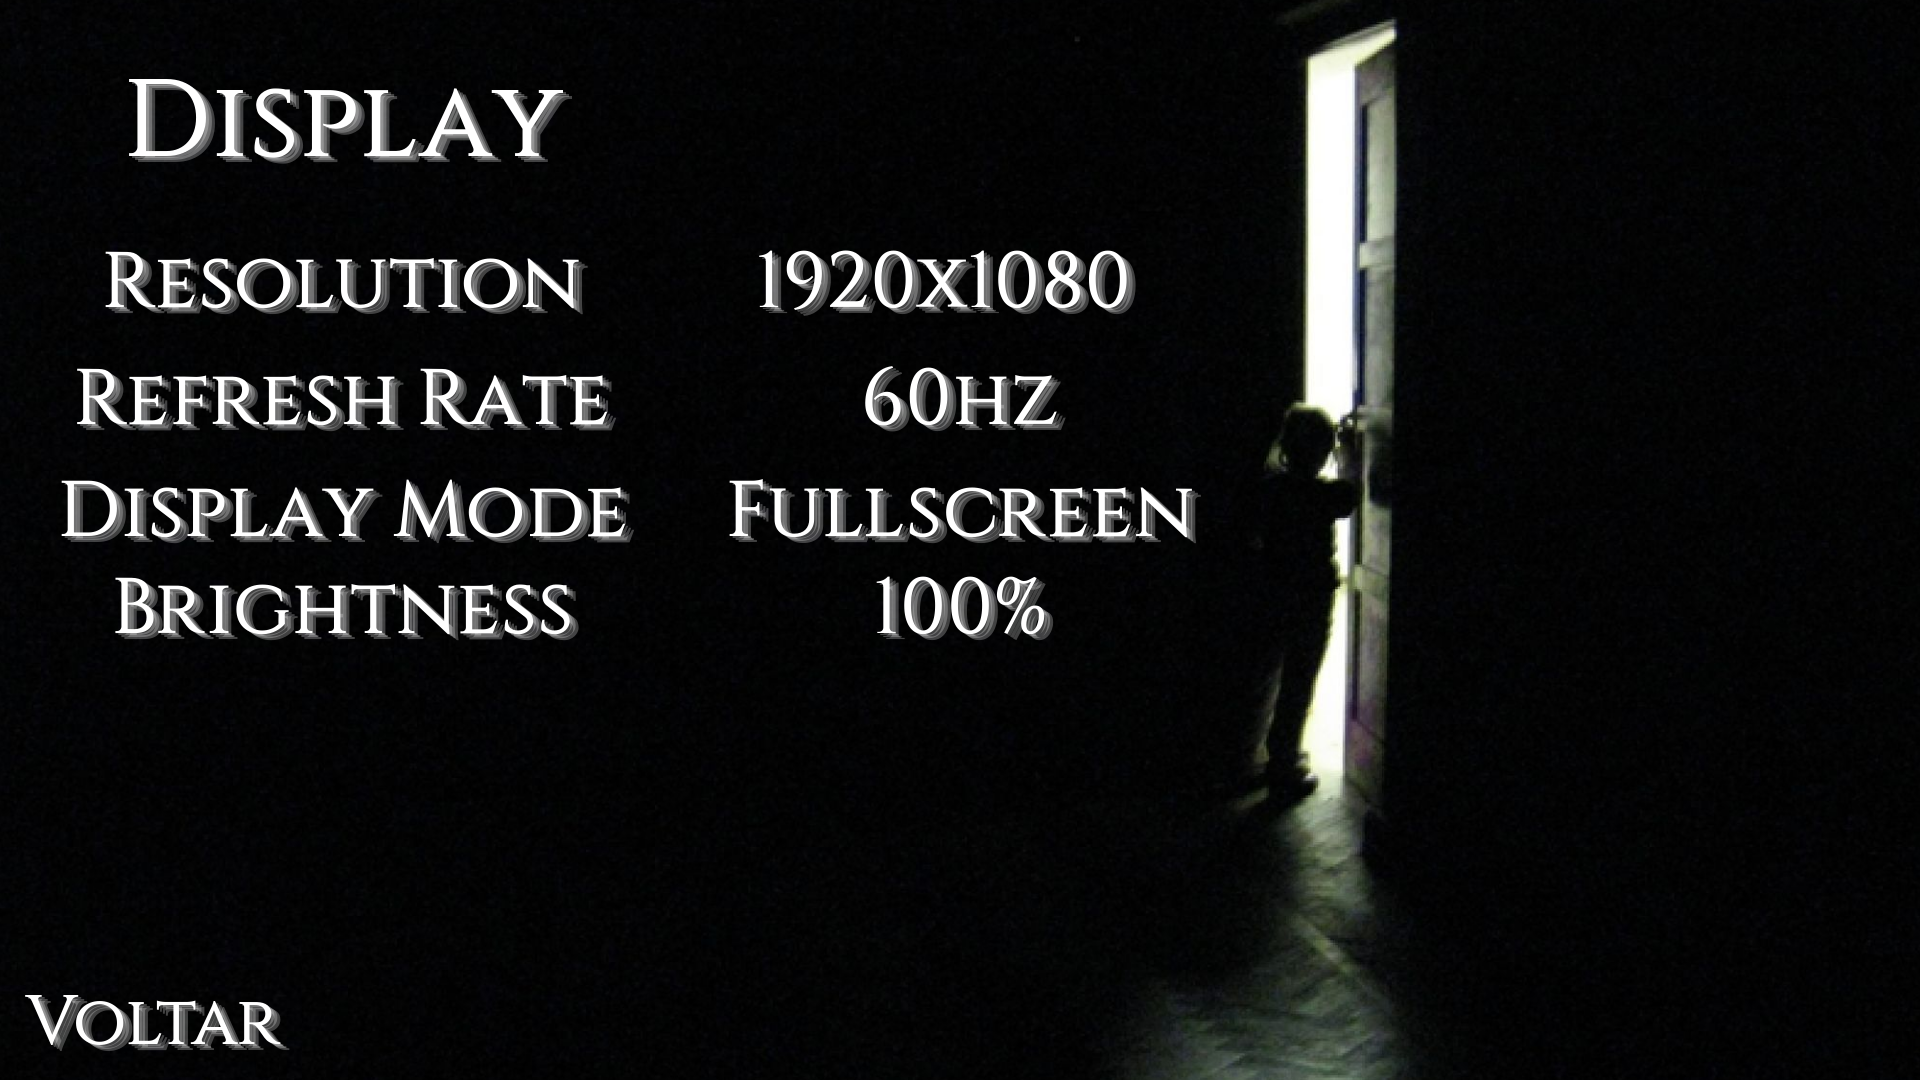 Display
Resolution 1920x1080
Refresh Rate 60hz
Display Mode Fullscreen
Brightness 100%
Voltar